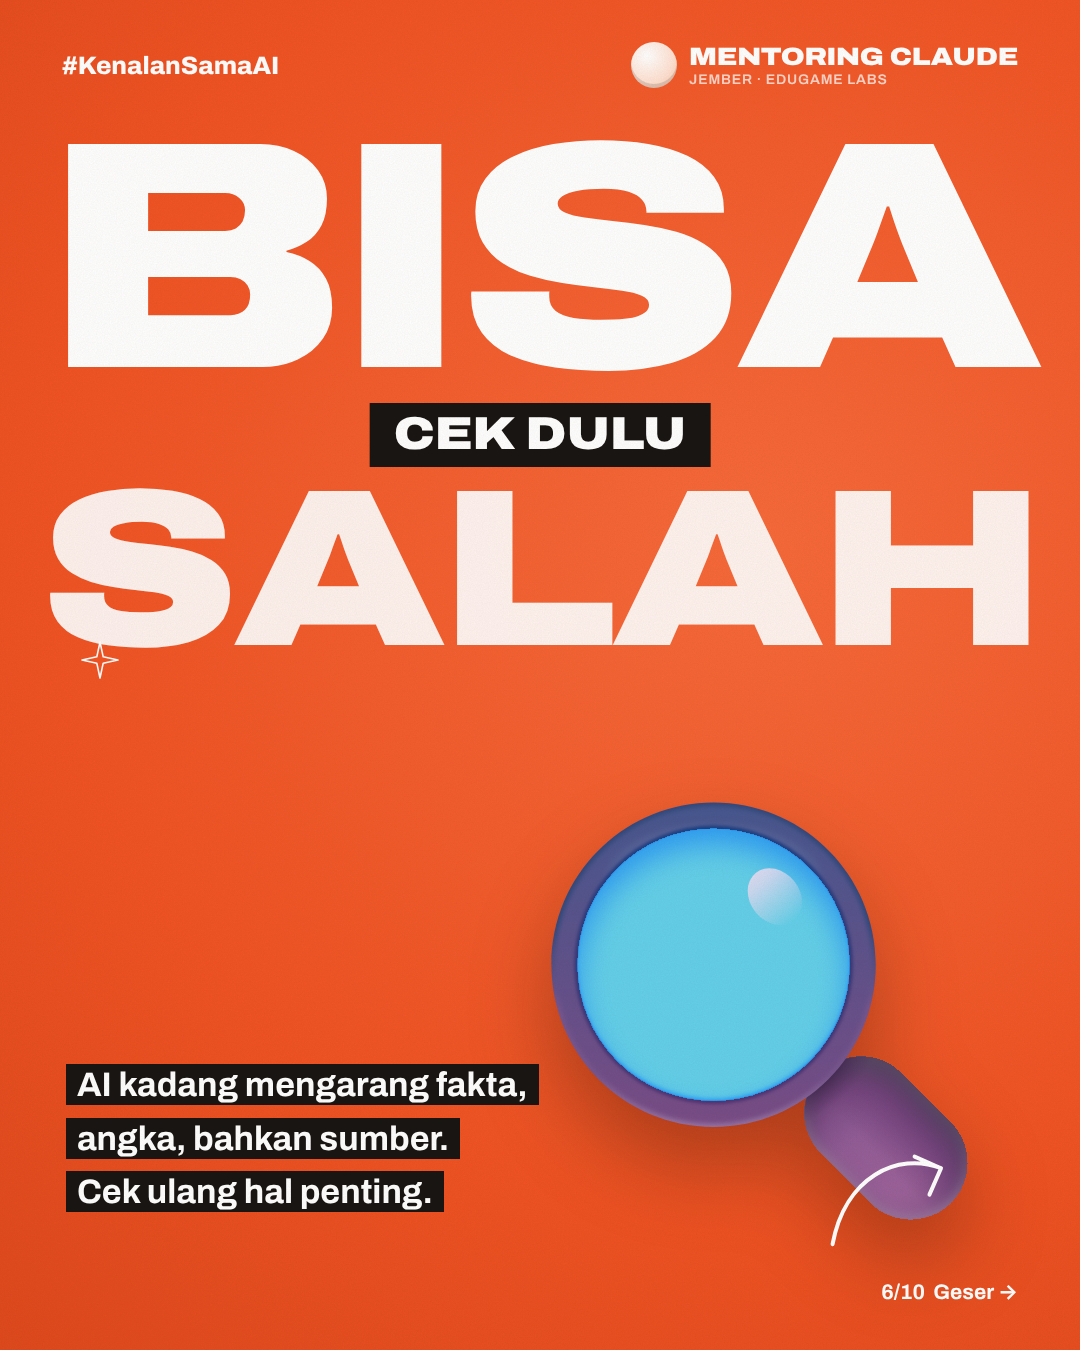 #KenalanSamaAI
MENTORING CLAUDE
JEMBER · EDUGAME LABS
BISA
CEK DULU
SALAH
AI kadang mengarang fakta,
angka, bahkan sumber.
Cek ulang hal penting.
6/10 Geser →